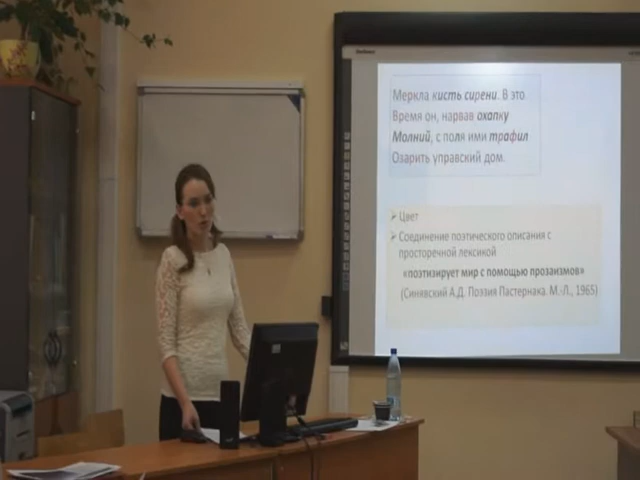 Меркла кисть сирени. В это
Время он, нарвав охапку
Молний, с поля ими трафил
Озарить управский дом.
Цвет
Соединение поэтического описания с
просторечной лексикой
«поэтизирует мир с помощью прозаизмов»
(Синявский А.Д. Поэзия Пастернака. М.-Л., 1965)